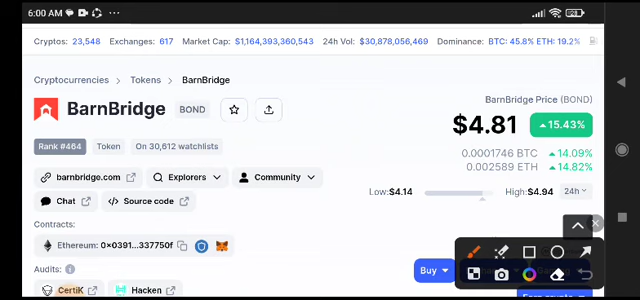 6:00 AM
Cryptos: 23,548 Exchanges: 617 Market Cap: $1,164,393,360,543 24h Vol: $30,878,056,469 Dominance: BTC: 45.8% ETH: 19.2%
Cryptocurrencies > Tokens > BarnBridge
BarnBridge BOND
BarnBridge Price (BOND)
$4.81 15.43%
Rank #464 Token On 30,612 watchlists
0.0001746 BTC 14.09%
0.002589 ETH 14.82%
barnbridge.com Explorers Community
Low: $4.14 High: $4.94 24h
Chat Source code
Contracts:
Ethereum: 0x0391...337750f
Audits:
Buy
CertiK Hacken